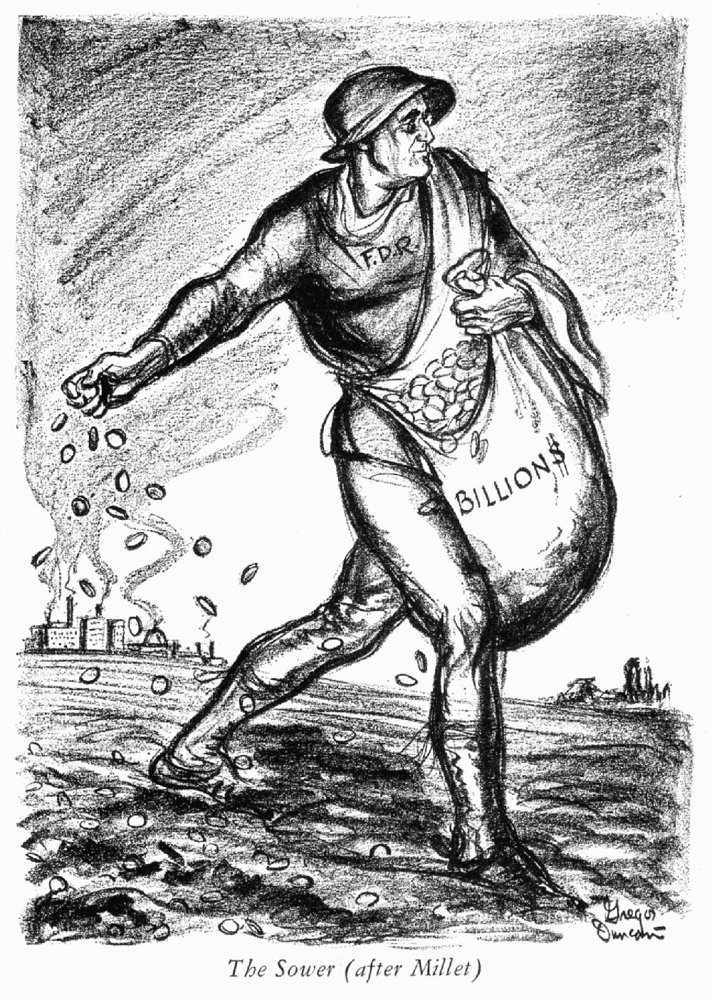 F.D.R.
BILLION$
Gregor
Duncan
The Sower (after Millet)